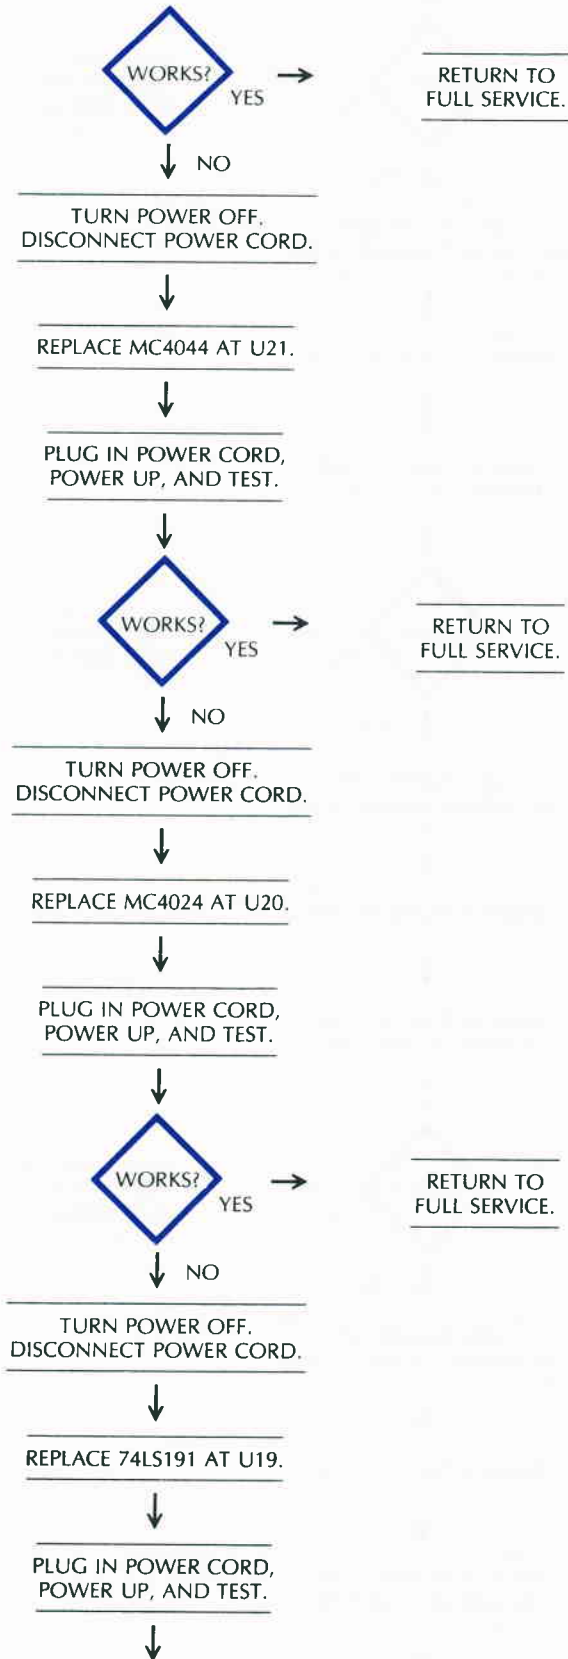 WORKS?
YES
RETURN TO
FULL SERVICE.
NO
TURN POWER OFF.
DISCONNECT POWER CORD.
REPLACE MC4044 AT U21.
PLUG IN POWER CORD,
POWER UP, AND TEST.
WORKS?
YES
RETURN TO
FULL SERVICE.
NO
TURN POWER OFF.
DISCONNECT POWER CORD.
REPLACE MC4024 AT U20.
PLUG IN POWER CORD,
POWER UP, AND TEST.
WORKS?
YES
RETURN TO
FULL SERVICE.
NO
TURN POWER OFF.
DISCONNECT POWER CORD.
REPLACE 74LS191 AT U19.
PLUG IN POWER CORD,
POWER UP, AND TEST.